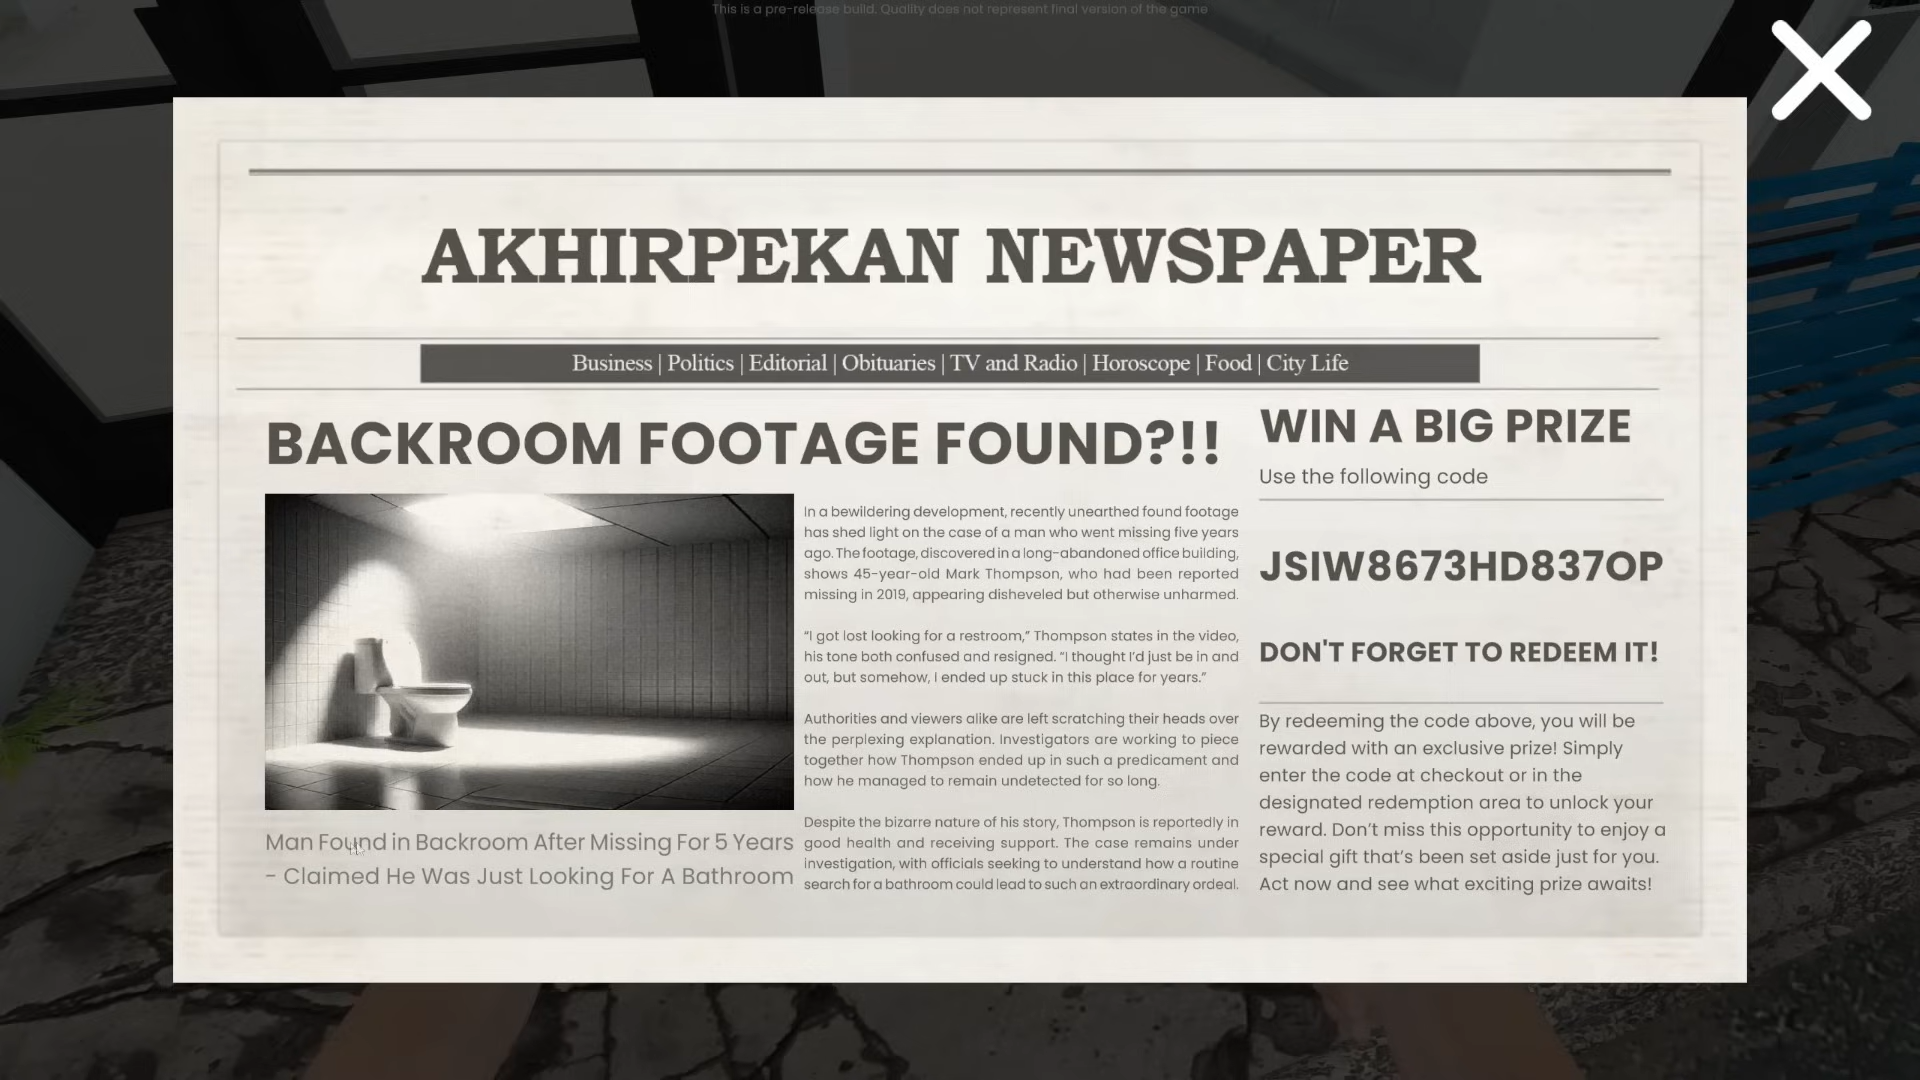 This is a pre-release build. Quality does not represent final version of the game
AKHIRPEKAN NEWSPAPER
Business | Politics | Editorial | Obituaries | TV and Radio | Horoscope | Food | City Life
BACKROOM FOOTAGE FOUND?!!
Man Found in Backroom After Missing For 5 Years
- Claimed He Was Just Looking For A Bathroom
In a bewildering development, recently unearthed found footage
has shed light on the case of a man who went missing five years
ago. The footage, discovered in a long-abandoned office building,
shows 45-year-old Mark Thompson, who had been reported
missing in 2019, appearing disheveled but otherwise unharmed.
“I got lost looking for a restroom,” Thompson states in the video,
his tone both confused and resigned. “I thought I’d just be in and
out, but somehow, I ended up stuck in this place for years.”
Authorities and viewers alike are left scratching their heads over
the perplexing explanation. Investigators are working to piece
together how Thompson ended up in such a predicament and
how he managed to remain undetected for so long.
Despite the bizarre nature of his story, Thompson is reportedly in
good health and receiving support. The case remains under
investigation, with officials seeking to understand how a routine
search for a bathroom could lead to such an extraordinary ordeal.
WIN A BIG PRIZE
Use the following code
JSIW8673HD837OP
DON'T FORGET TO REDEEM IT!
By redeeming the code above, you will be
rewarded with an exclusive prize! Simply
enter the code at checkout or in the
designated redemption area to unlock your
reward. Don’t miss this opportunity to enjoy a
special gift that’s been set aside just for you.
Act now and see what exciting prize awaits!